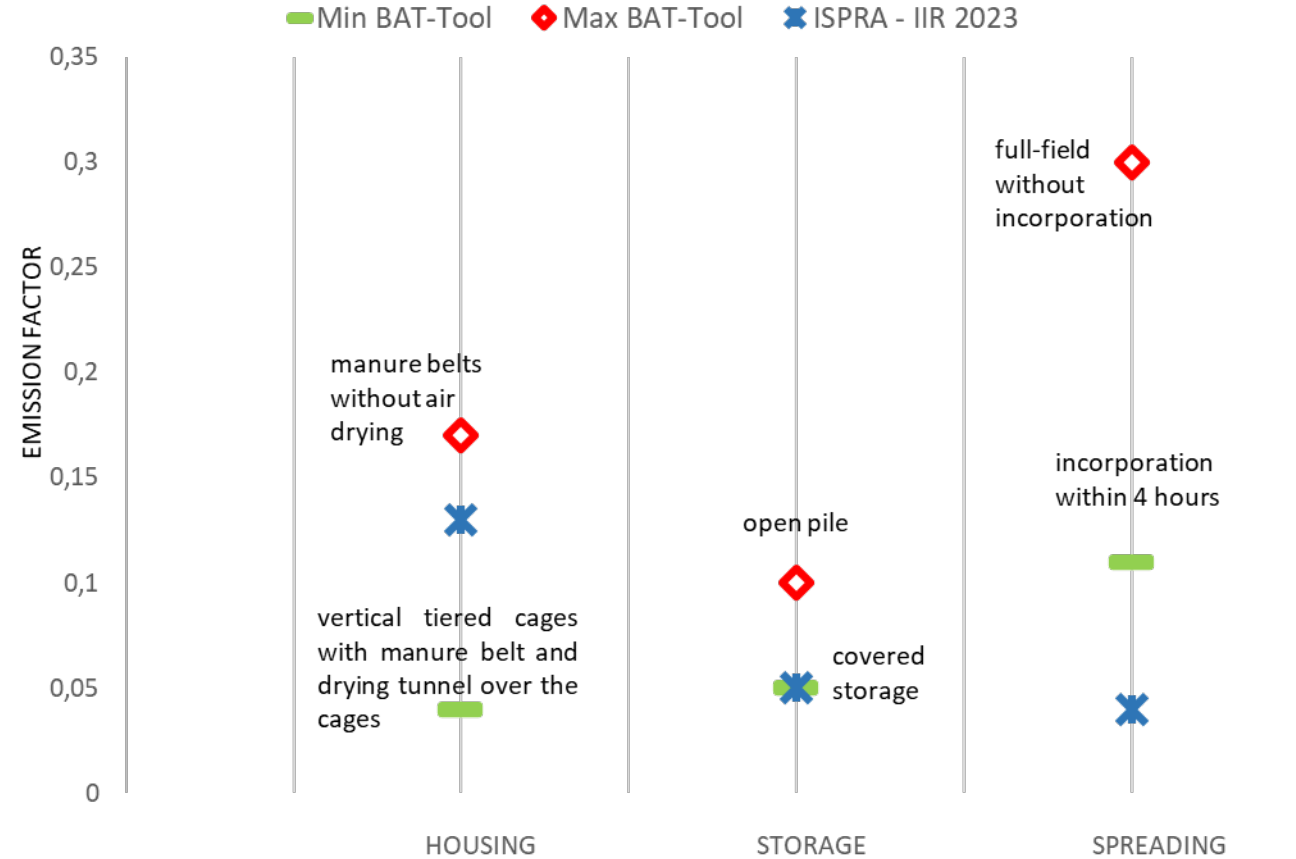 Min BAT-Tool Max BAT-Tool ISPRA - IIR 2023
0,35
0,3
0,25
0,2
0,15
0,1
0,05
0
EMISSION FACTOR
manure belts
without air
drying
vertical tiered cages
with manure belt and
drying tunnel over the
cages
open pile
covered
storage
full-field
without
incorporation
incorporation
within 4 hours
HOUSING STORAGE SPREADING